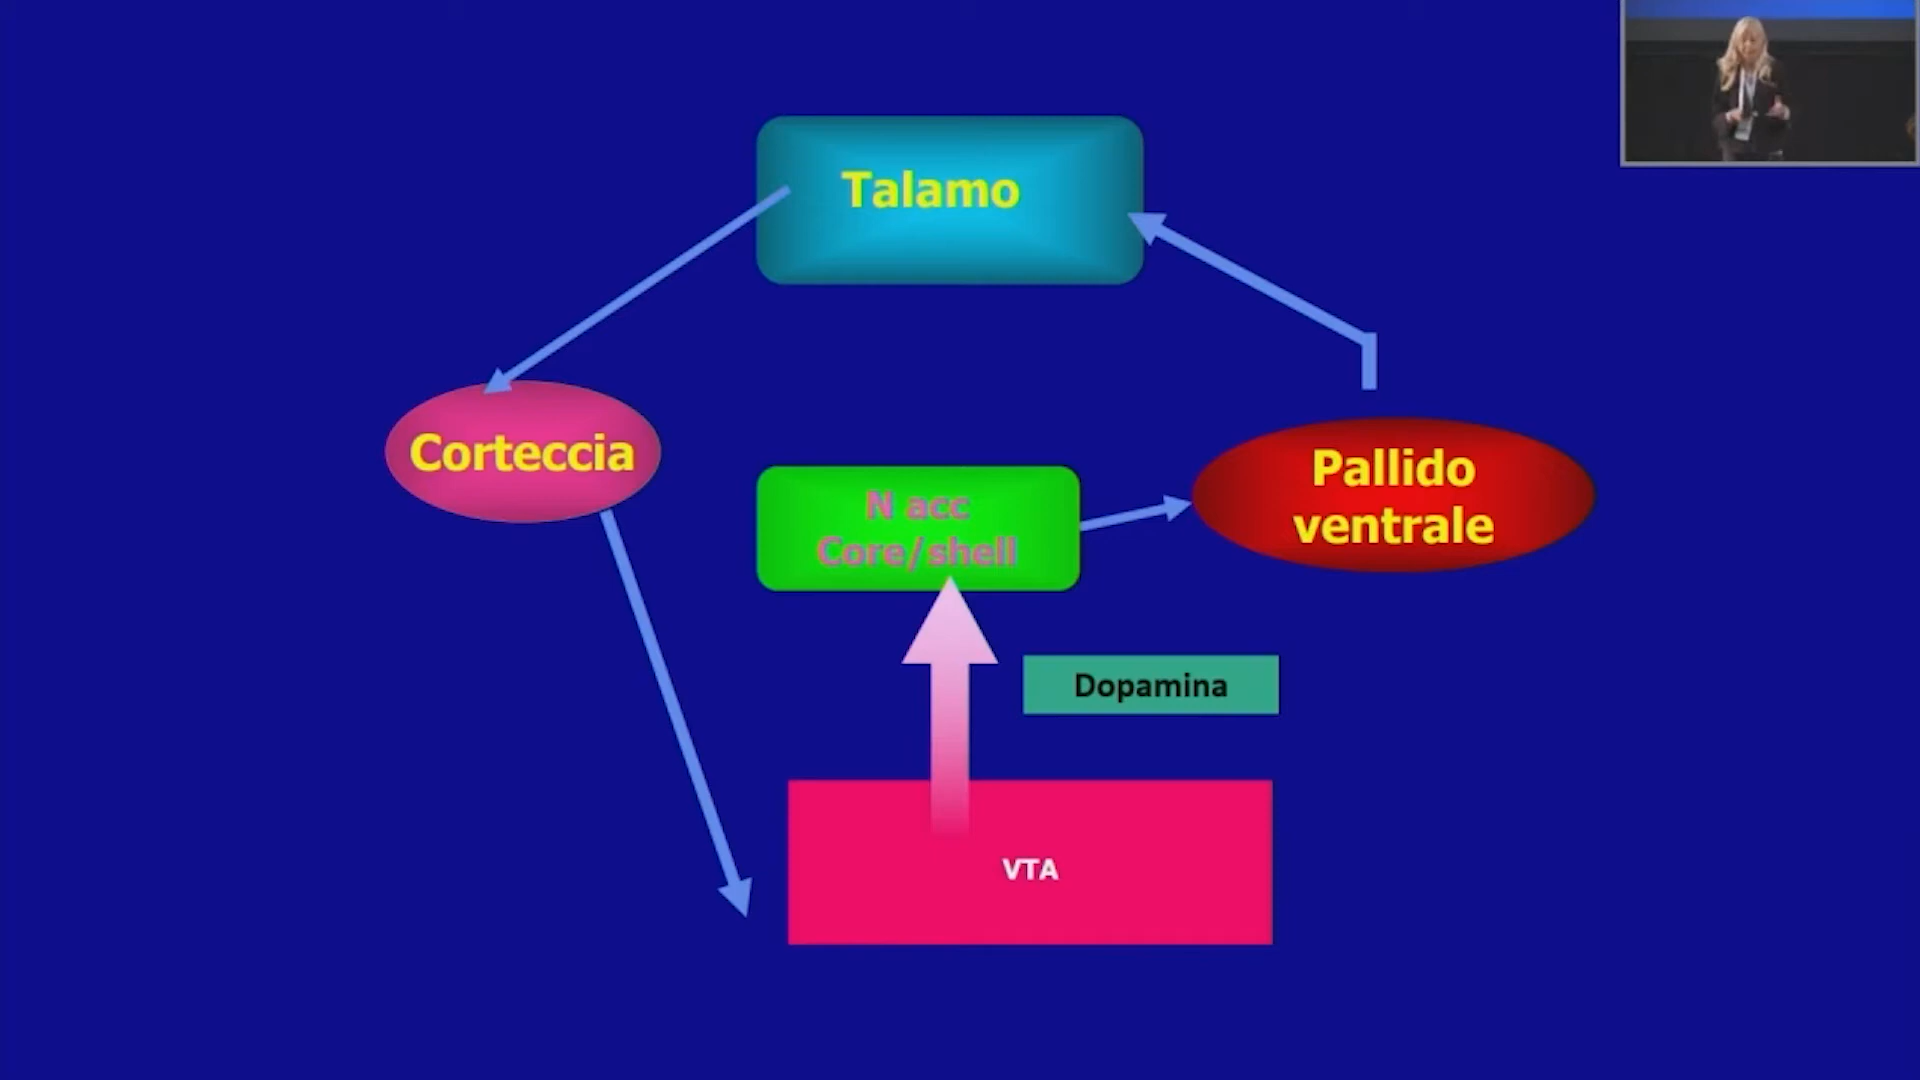 Talamo
Corteccia
N acc
Core/shell
Pallido
ventrale
Dopamina
VTA